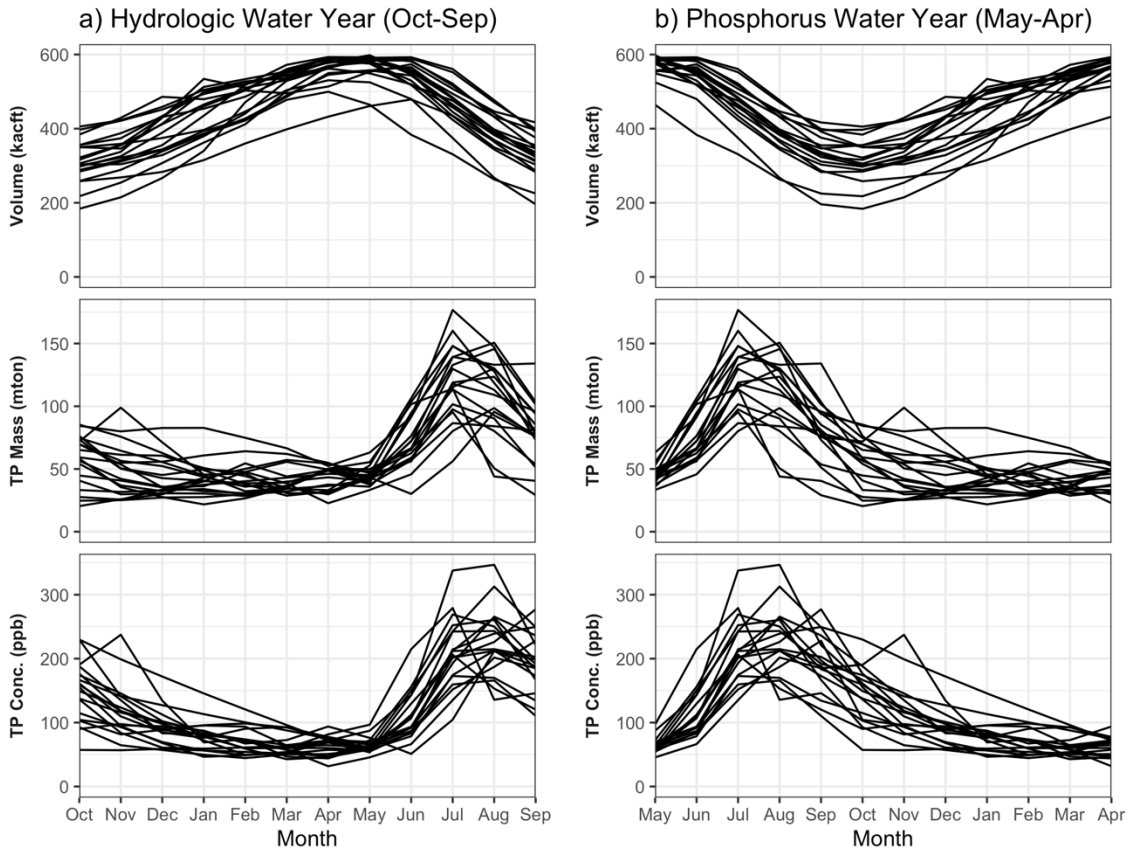 a) Hydrologic Water Year (Oct-Sep)
b) Phosphorus Water Year (May-Apr)
Volume (kacft)
600
400
200
0
Volume (kacft)
600
400
200
0
TP Mass (mton)
150
100
50
0
TP Mass (mton)
150
100
50
0
TP Conc. (ppb)
300
200
100
0
TP Conc. (ppb)
300
200
100
0
Oct Nov Dec Jan Feb Mar Apr May Jun Jul Aug Sep
Month
May Jun Jul Aug Sep Oct Nov Dec Jan Feb Mar Apr
Month